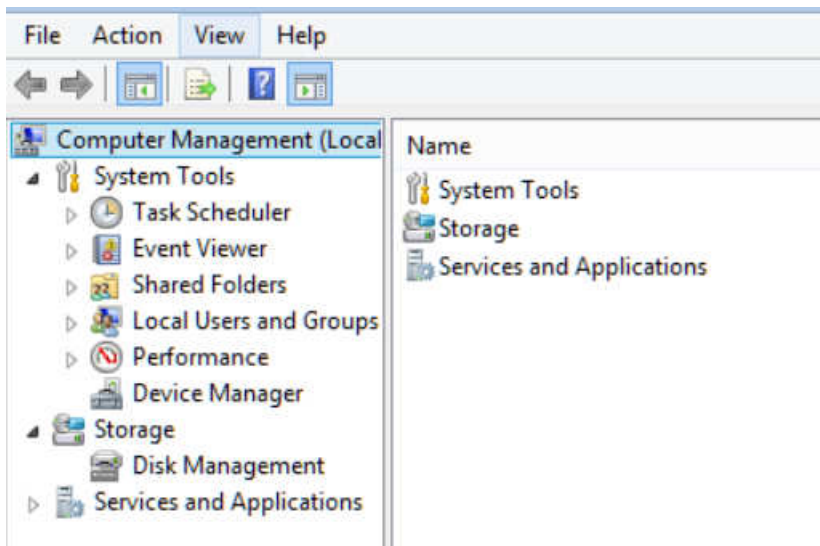 File Action View Help
Computer Management (Local
System Tools
Task Scheduler
Event Viewer
Shared Folders
Local Users and Groups
Performance
Device Manager
Storage
Disk Management
Services and Applications
Name
System Tools
Storage
Services and Applications